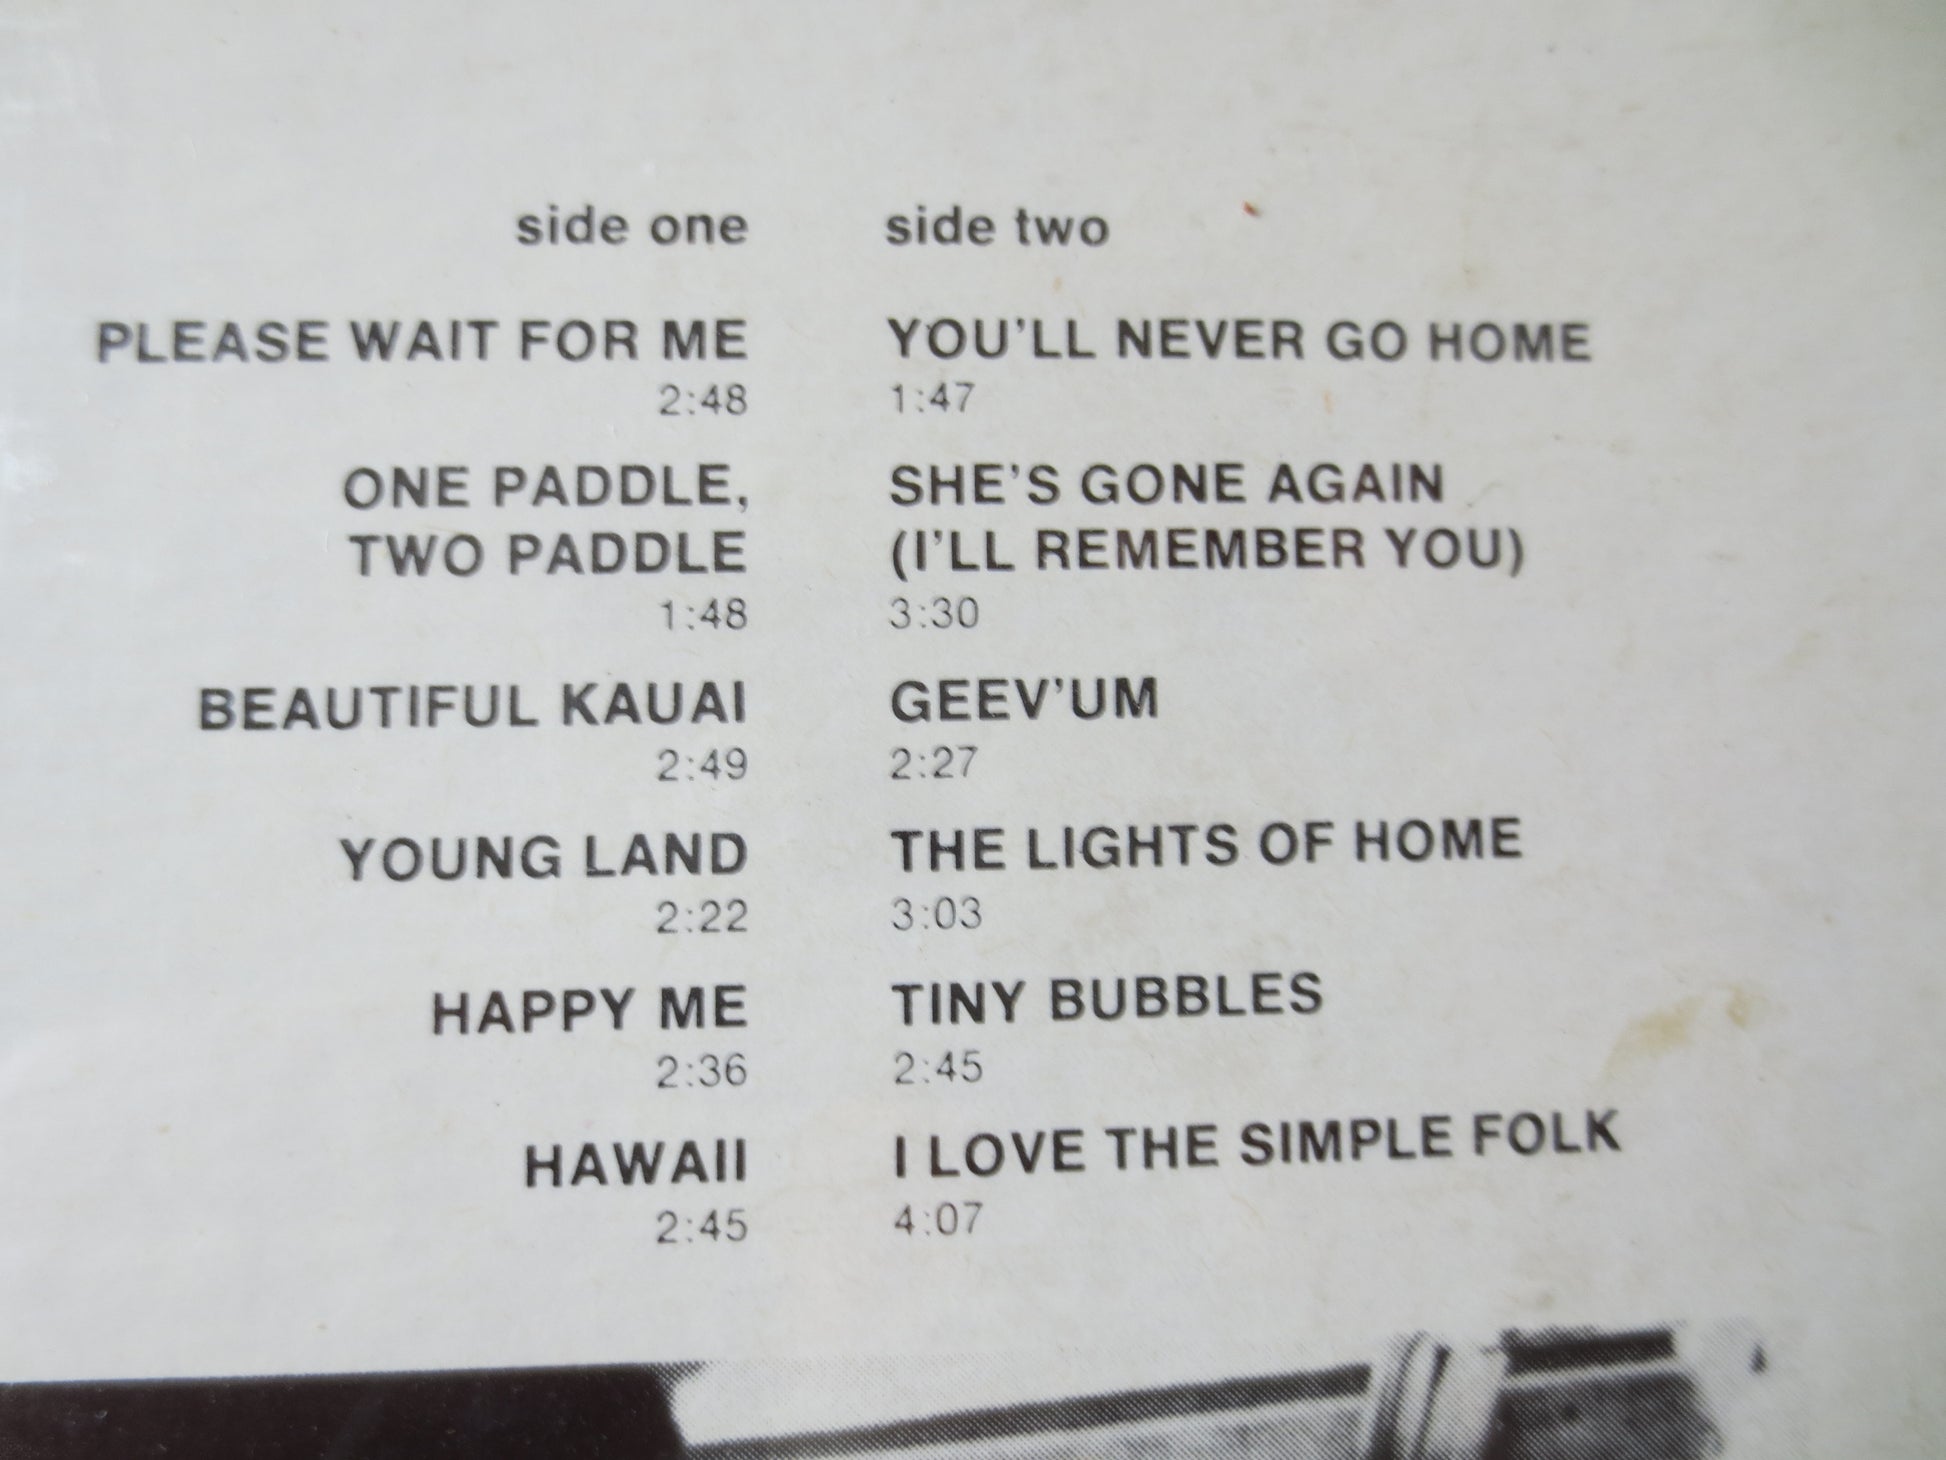 side one
PLEASE WAIT FOR ME
2:48
ONE PADDLE,
TWO PADDLE
1:48
BEAUTIFUL KAUAI
2:49
YOUNG LAND
2:22
HAPPY ME
2:36
HAWAII
2:45
side two
YOU'LL NEVER GO HOME
1:47
SHE'S GONE AGAIN
(I'LL REMEMBER YOU)
3:30
GEEV'UM
2:27
THE LIGHTS OF HOME
3:03
TINY BUBBLES
2:45
I LOVE THE SIMPLE FOLK
4:07